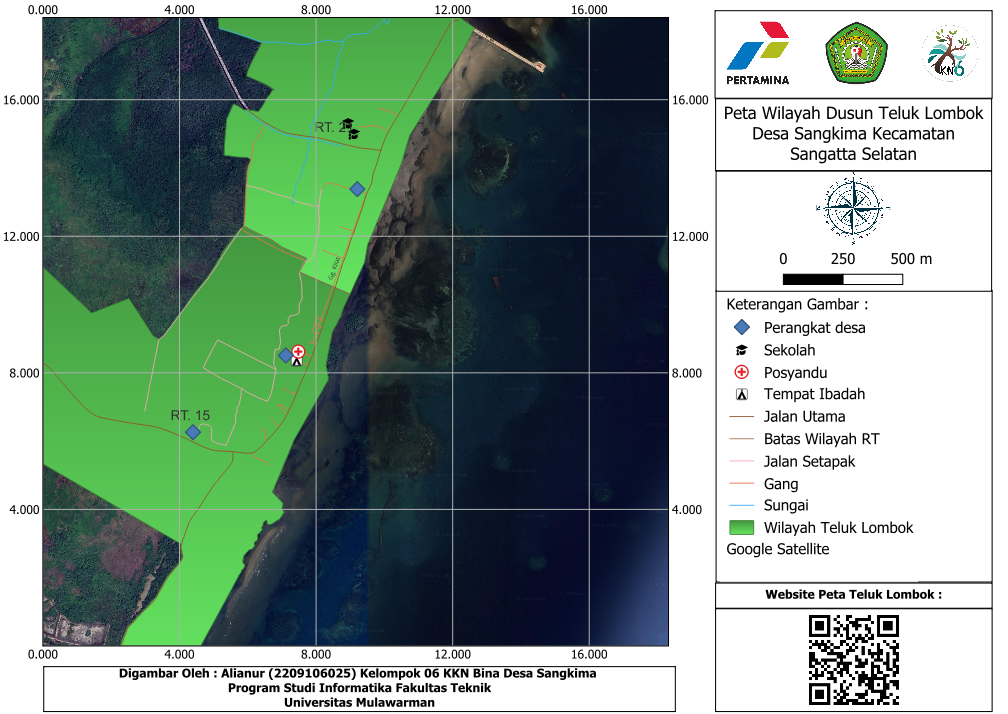 0.000
4.000
8.000
12.000
16.000
16.000
16.000
12.000
12.000
8.000
8.000
4.000
4.000
0.000
4.000
8.000
12.000
16.000
RT. 2
RT. 15
PERTAMINA
KN6
Peta Wilayah Dusun Teluk Lombok
Desa Sangkima Kecamatan
Sangatta Selatan
0 250 500 m
Keterangan Gambar :
Perangkat desa
Sekolah
Posyandu
Tempat Ibadah
Jalan Utama
Batas Wilayah RT
Jalan Setapak
Gang
Sungai
Wilayah Teluk Lombok
Google Satellite
Website Peta Teluk Lombok :
Digambar Oleh : Alianur (2209106025) Kelompok 06 KKN Bina Desa Sangkima
Program Studi Informatika Fakultas Teknik
Universitas Mulawarman